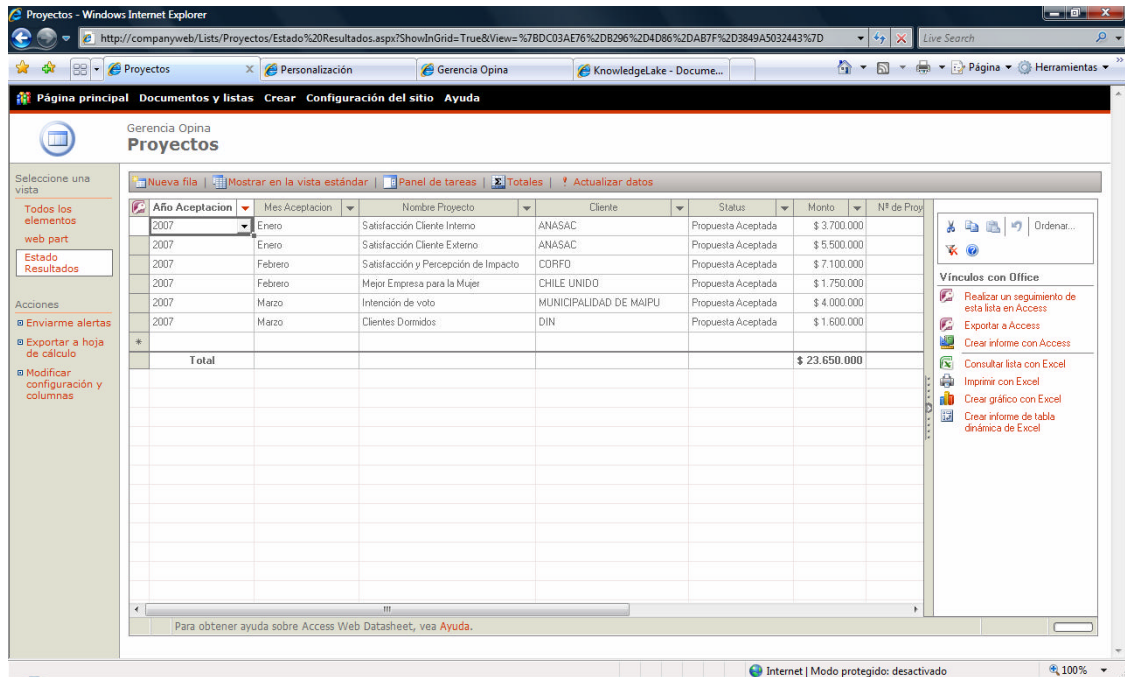 Proyectos - Windows Internet Explorer
http://companyweb/Lists/Proyectos/Estado%20Resultados.aspx?ShowInGrid=True&View=%7BDC03AE76%2DB296%2D4D86%2DAB7F%2D3849A5032443%7D
Live Search
Proyectos Personalización Gerencia Opina KnowledgeLake - Docume... Página Herramientas
Página principal Documentos y listas Crear Configuración del sitio Ayuda
Gerencia Opina
Proyectos
Seleccione una
vista
Todos los
elementos
web part
Estado
Resultados
Acciones
Enviarme alertas
Exportar a hoja
de cálculo
Modificar
configuración y
columnas
Nueva fila | Mostrar en la vista estándar | Panel de tareas | Σ Totales | Actualizar datos
Año Aceptacion Mes Aceptacion Nombre Proyecto Cliente Status Monto Nº de Proy
2007 Enero Satisfacción Cliente Interno ANASAC Propuesta Aceptada $ 3.700.000
2007 Enero Satisfacción Cliente Externo ANASAC Propuesta Aceptada $ 5.500.000
2007 Febrero Satisfacción y Percepción de Impacto CORFO Propuesta Aceptada $ 7.100.000
2007 Febrero Mejor Empresa para la Mujer CHILE UNIDO Propuesta Aceptada $ 1.750.000
2007 Marzo Intención de voto MUNICIPALIDAD DE MAIPU Propuesta Aceptada $ 4.000.000
2007 Marzo Clientes Dormidos DIN Propuesta Aceptada $ 1.600.000
*
Total $ 23.650.000
Ordenar...
Vínculos con Office
Realizar un seguimiento de
esta lista en Access
Exportar a Access
Crear informe con Access
Consultar lista con Excel
Imprimir con Excel
Crear gráfico con Excel
Crear informe de tabla
dinámica de Excel
Para obtener ayuda sobre Access Web Datasheet, vea Ayuda.
Internet | Modo protegido: desactivado 100%